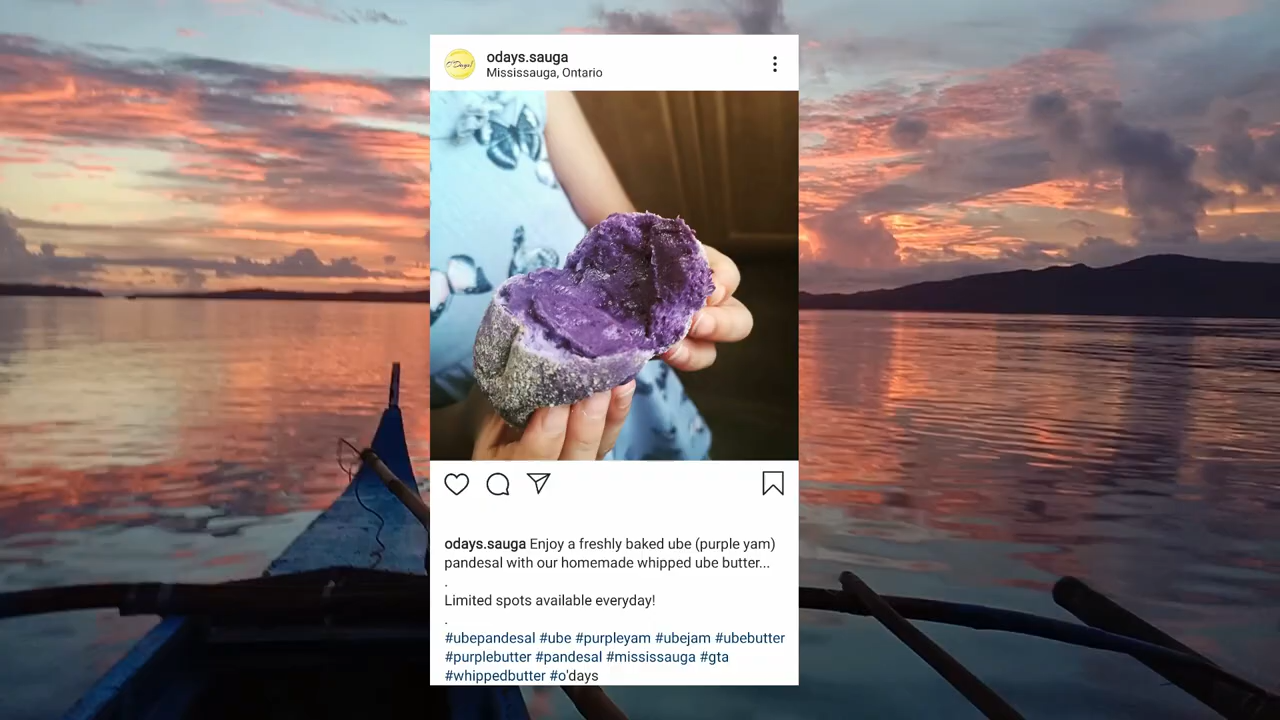 O'Days!
odays.sauga
Mississauga, Ontario
odays.sauga Enjoy a freshly baked ube (purple yam)
pandesal with our homemade whipped ube butter...
.
Limited spots available everyday!
.
#ubepandesal #ube #purpleyam #ubejam #ubebutter
#purplebutter #pandesal #mississauga #gta
#whippedbutter #o'days